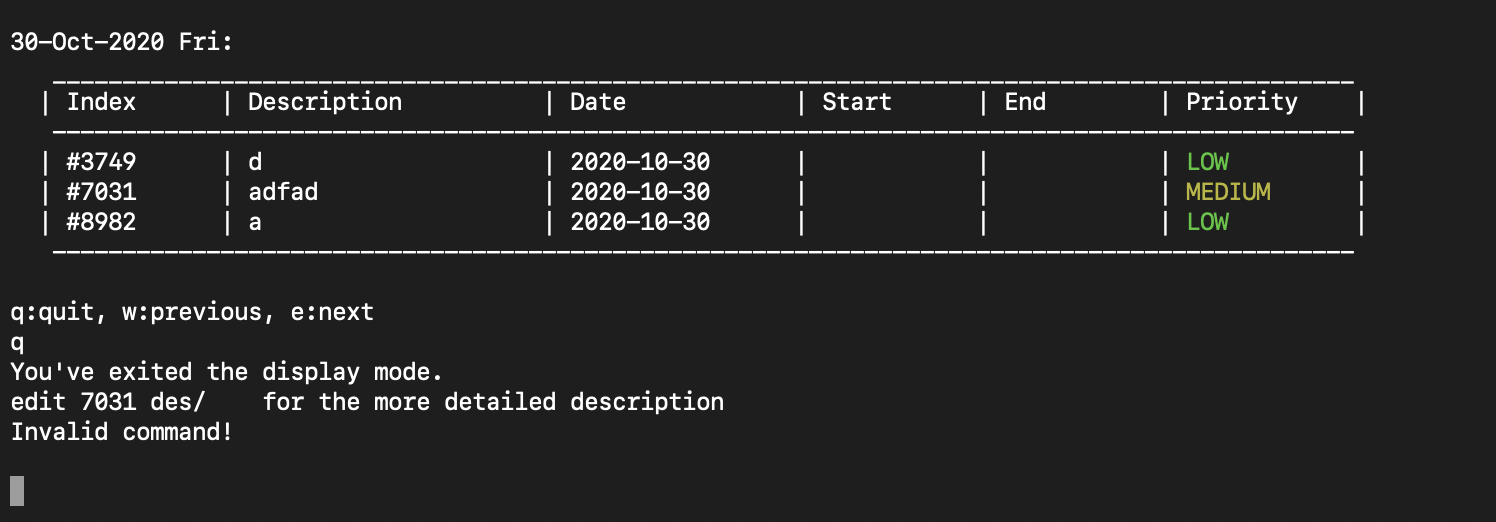 30-Oct-2020 Fri:
| Index | Description | Date | Start | End | Priority |
| #3749 | d | 2020-10-30 | | | LOW |
| #7031 | adfad | 2020-10-30 | | | MEDIUM |
| #8982 | a | 2020-10-30 | | | LOW |
q:quit, w:previous, e:next
q
You've exited the display mode.
edit 7031 des/    for the more detailed description
Invalid command!